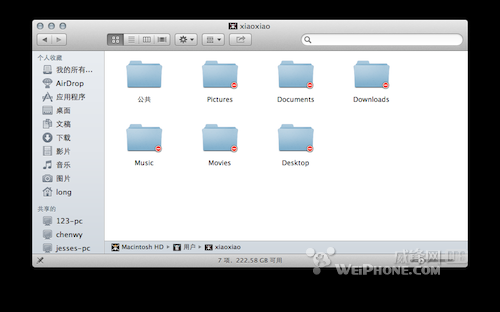 xiaoxiao
个人收藏
我的所有...
AirDrop
应用程序
桌面
文稿
下载
影片
音乐
图片
long
共享的
123-pc
chenwy
jesses-pc
公共
Pictures
Documents
Downloads
Music
Movies
Desktop
Macintosh HD ▸ 用户 ▸ xiaoxiao
7 项，222.58 GB 可用
威锋网
WeiPhone.com